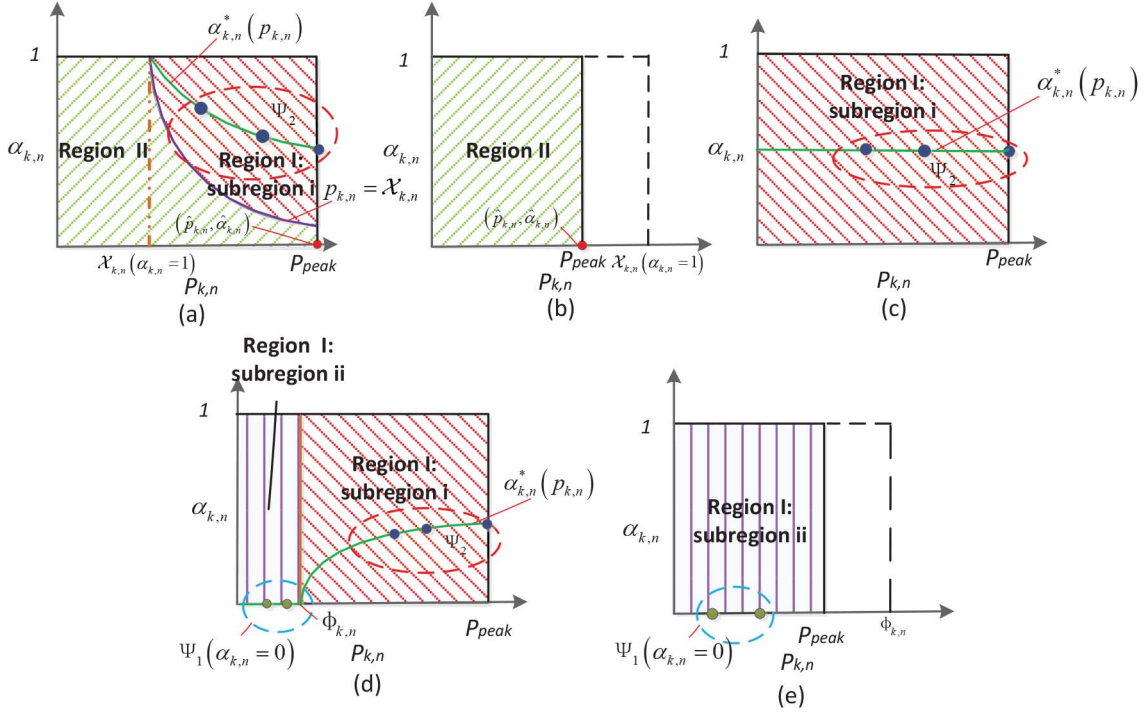 1
α*k,n(pk,n)
Ψ2
αk,n
Region II
Region I:
subregion i
pk,n = 𝒳k,n
(p̂k,n, α̂k,n)
𝒳k,n(αk,n=1)
Ppeak
Pk,n
(a)
1
αk,n
Region II
(p̂k,n, α̂k,n)
Ppeak
𝒳k,n(αk,n=1)
Pk,n
(b)
1
Region I:
subregion i
α*k,n(pk,n)
αk,n
Ψ2
Ppeak
Pk,n
(c)
Region I:
subregion ii
1
Region I:
subregion i
α*k,n(pk,n)
αk,n
Ψ2
Φk,n
Ppeak
Ψ1(αk,n=0)
Pk,n
(d)
1
Region I:
subregion ii
αk,n
Ppeak
Φk,n
Ψ1(αk,n=0)
Pk,n
(e)